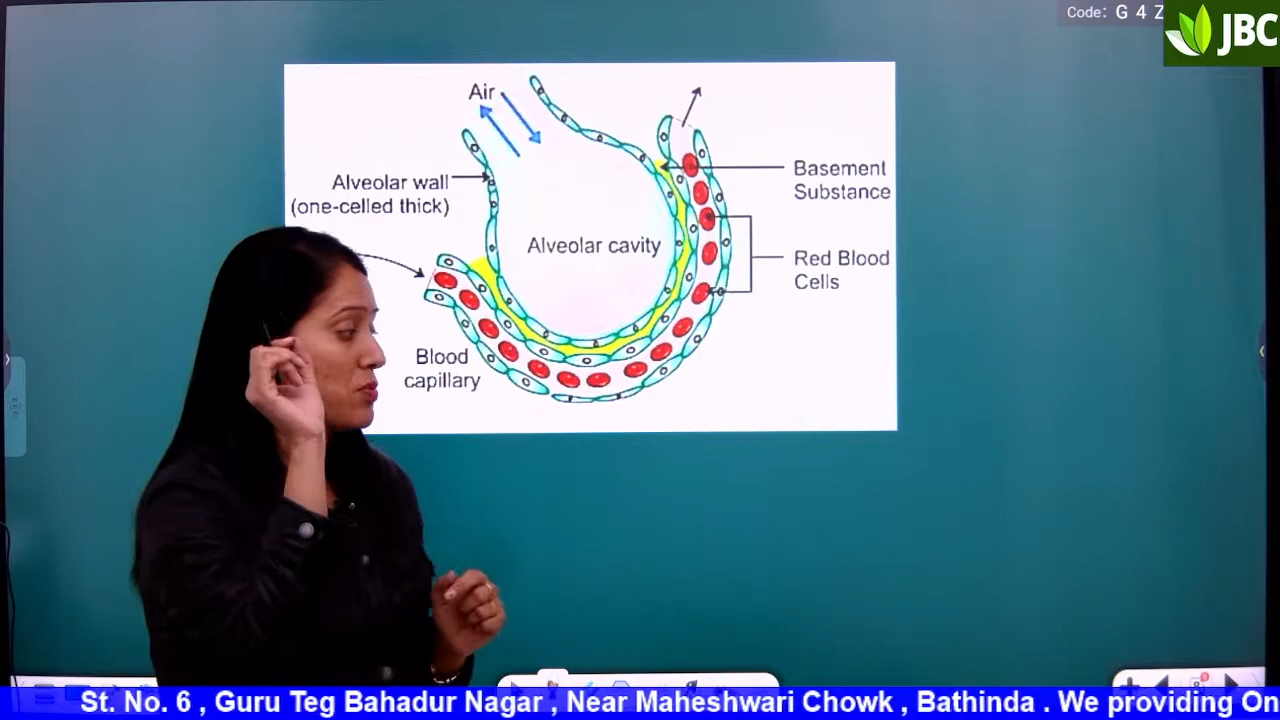 Code: G 4 Z
JBC
Air
Alveolar wall
(one-celled thick)
Alveolar cavity
Basement
Substance
Red Blood
Cells
Blood
capillary
St. No. 6 , Guru Teg Bahadur Nagar , Near Maheshwari Chowk , Bathinda . We providing On